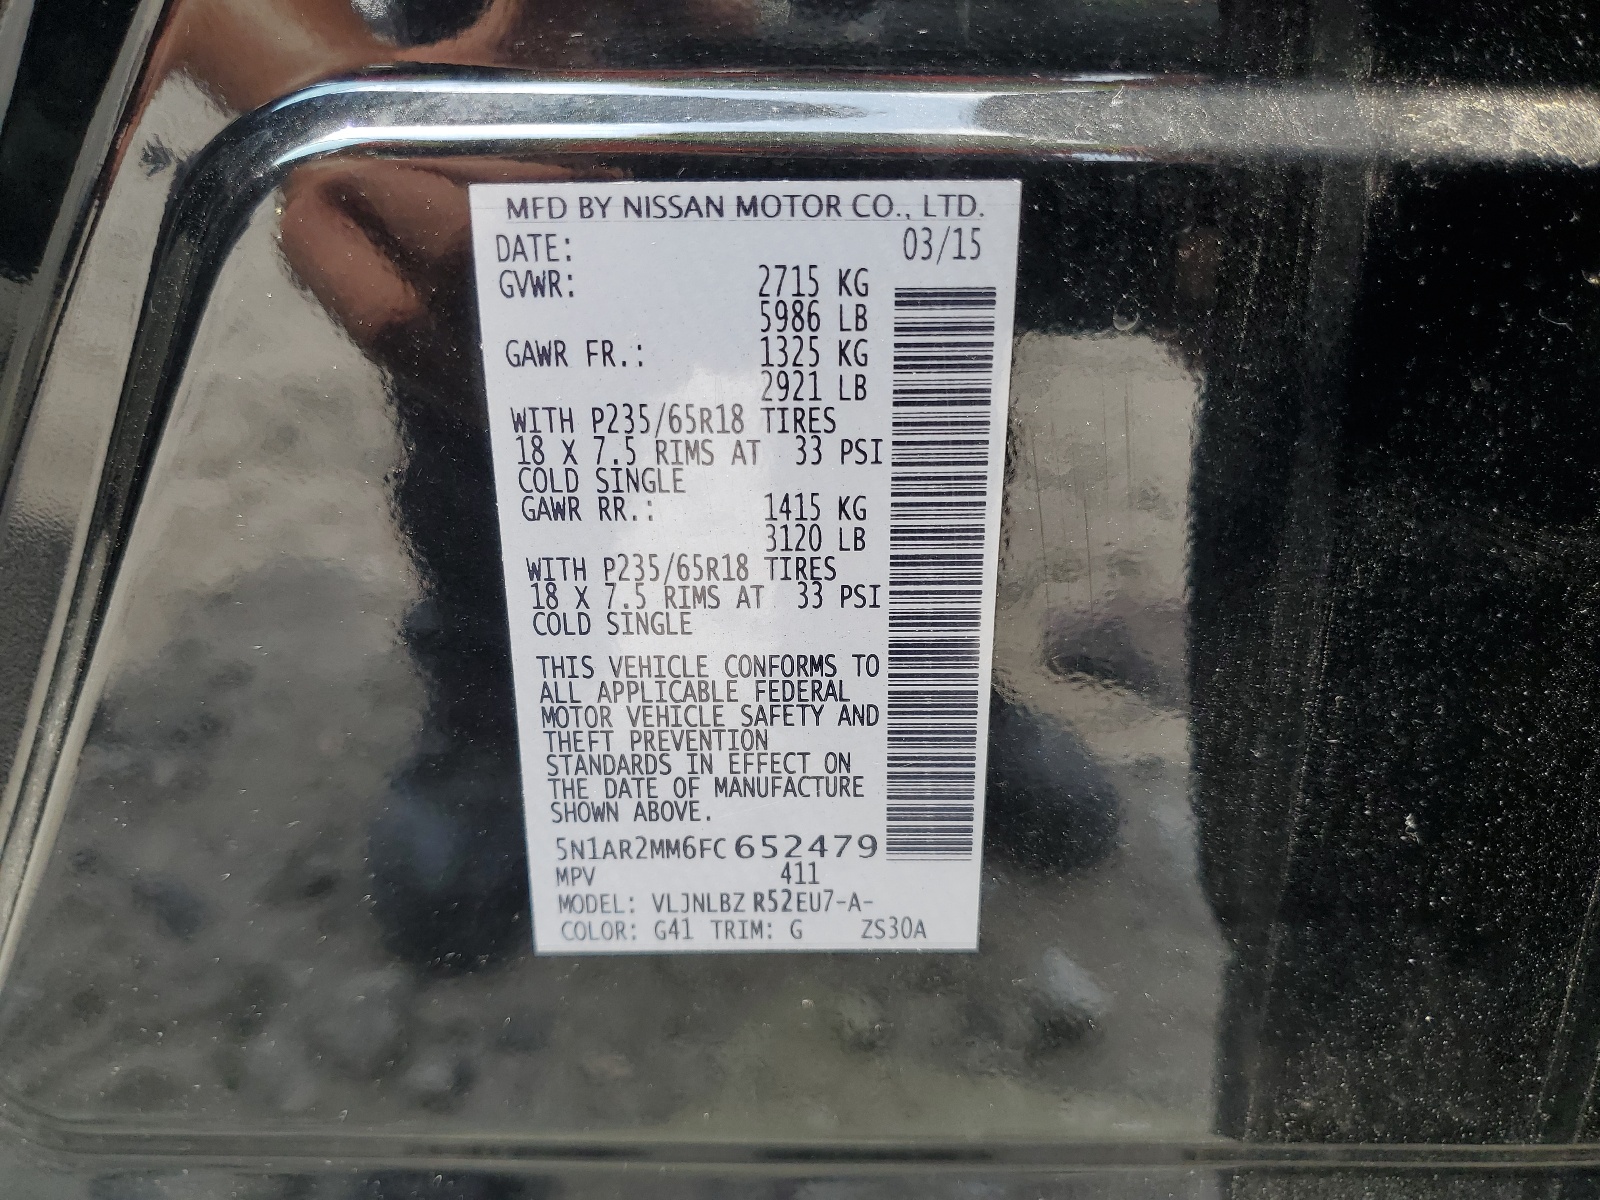 MFD BY NISSAN MOTOR CO., LTD.
DATE: 03/15
GVWR: 2715 KG
5986 LB
GAWR FR.: 1325 KG
2921 LB
WITH P235/65R18 TIRES
18 X 7.5 RIMS AT 33 PSI
COLD SINGLE
GAWR RR.: 1415 KG
3120 LB
WITH P235/65R18 TIRES
18 X 7.5 RIMS AT 33 PSI
COLD SINGLE
THIS VEHICLE CONFORMS TO
ALL APPLICABLE FEDERAL
MOTOR VEHICLE SAFETY AND
THEFT PREVENTION
STANDARDS IN EFFECT ON
THE DATE OF MANUFACTURE
SHOWN ABOVE.
5N1AR2MM6FC652479
MPV 411
MODEL: VLJNLBZ R52EU7-A-
COLOR: G41 TRIM: G ZS30A